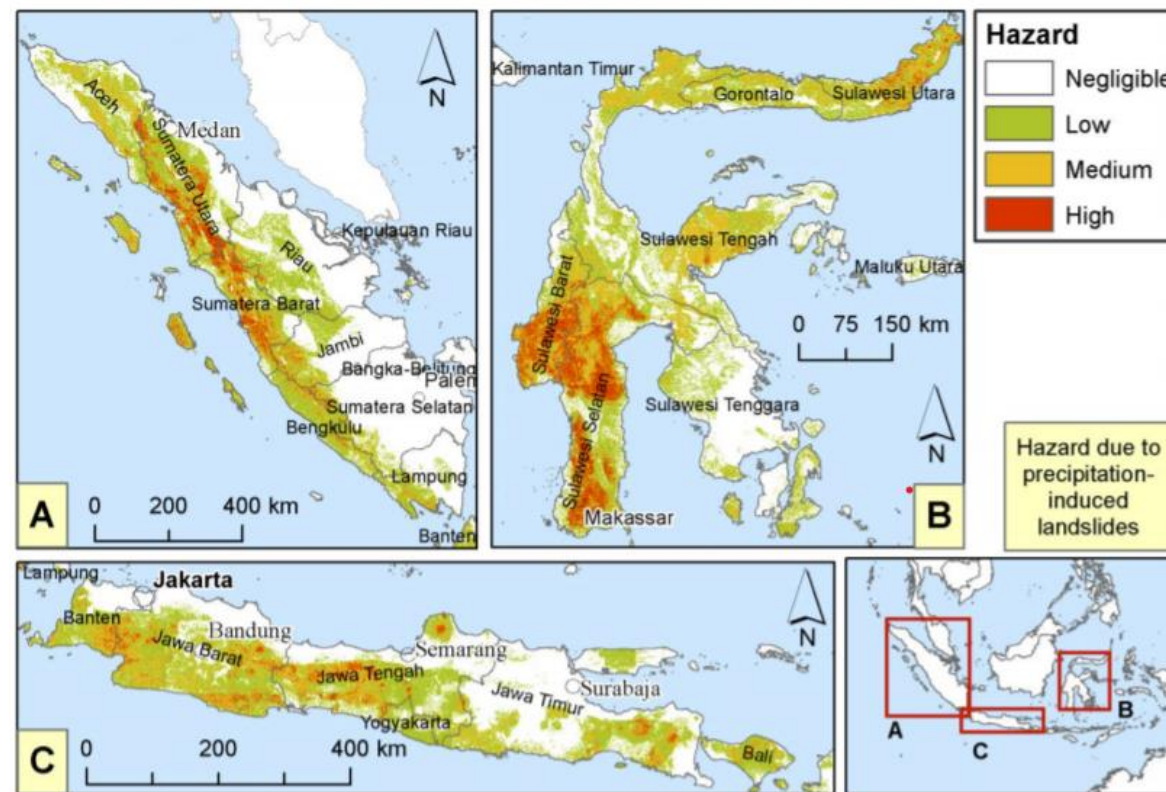 Aceh
Medan
Sumatera Utara
Riau
Kepulauan Riau
Sumatera Barat
Jambi
Bangka-Belitung
Palem
Sumatera Selatan
Bengkulu
Lampung
Banten
N
0 200 400 km
A
Kalimantan Timur
Gorontalo
Sulawesi Utara
Sulawesi Tengah
Maluku Utara
Sulawesi Barat
0 75 150 km
Sulawesi Selatan
Sulawesi Tenggara
Makassar
N
B
Hazard
Negligible
Low
Medium
High
Hazard due to
precipitation-
induced
landslides
Lampung
Jakarta
Banten
Bandung
Jawa Barat
Semarang
Jawa Tengah
Surabaja
Jawa Timur
Yogyakarta
Bali
N
0 200 400 km
C
A
B
C